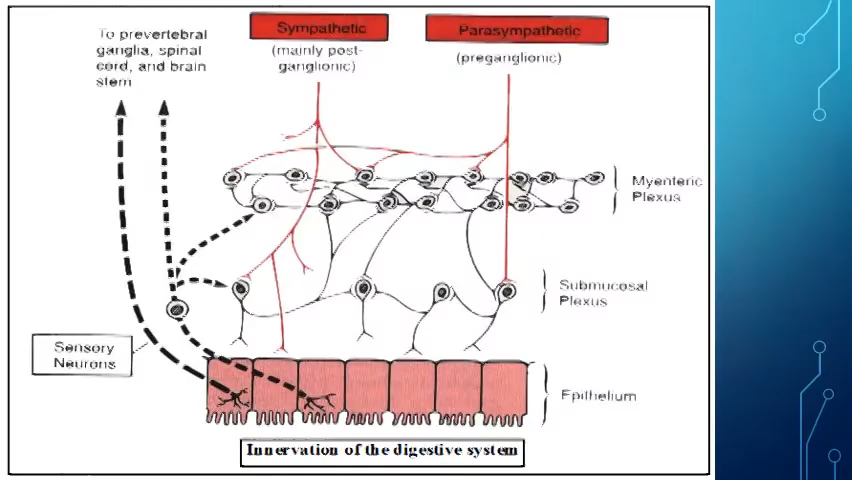 To prevertebral
ganglia, spinal
cord, and brain
stem
Sympathetic
(mainly post-
ganglionic)
Parasympathetic
(preganglionic)
Myenteric
Plexus
Submucosal
Plexus
Sensory
Neurons
Epithelium
Innervation of the digestive system